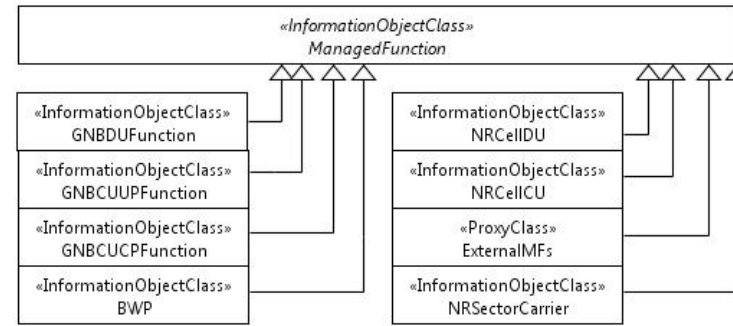 «InformationObjectClass»
ManagedFunction
«InformationObjectClass»
GNBDUFunction
«InformationObjectClass»
GNBCUUPFunction
«InformationObjectClass»
GNBCUCPFunction
«InformationObjectClass»
BWP
«InformationObjectClass»
NRCellDU
«InformationObjectClass»
NRCellCU
«ProxyClass»
ExternalMFs
«InformationObjectClass»
NRSectorCarrier